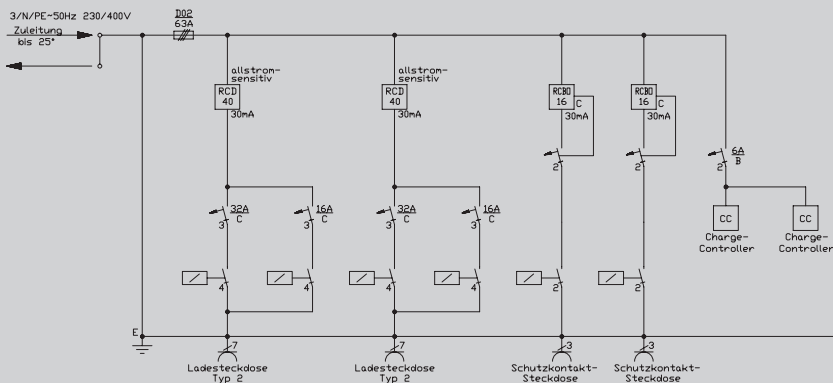 3/N/PE~50Hz 230/400V
Zuleitung
bis 25°
D02
63A
allstrom-
sensitiv
RCD
40
30mA
allstrom-
sensitiv
RCD
40
30mA
RCBO
16
C
30mA
RCBO
16
C
30mA
2
2
6A
B
2
32A
C
3
16A
C
3
32A
C
3
16A
C
3
CC
Charge-
Controller
CC
Charge-
Controller
4
4
4
4
2
2
E
7
Ladesteckdose
Typ 2
7
Ladesteckdose
Typ 2
3
Schutzkontakt-
Steckdose
3
Schutzkontakt-
Steckdose